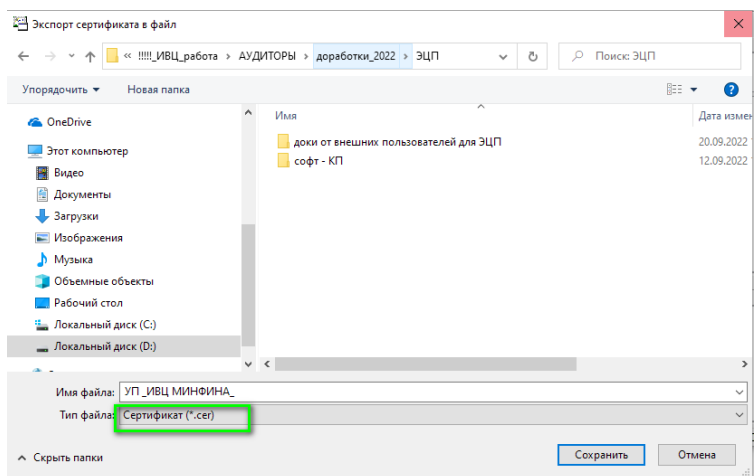 Экспорт сертификата в файл
« !!!!!_ИВЦ_работа › АУДИТОРЫ › доработки_2022 › ЭЦП
Поиск: ЭЦП
Упорядочить
Новая папка
Имя
Дата измен
OneDrive
Этот компьютер
Видео
Документы
Загрузки
Изображения
Музыка
Объемные объекты
Рабочий стол
Локальный диск (C:)
Локальный диск (D:)
доки от внешних пользователей для ЭЦП
20.09.2022
софт - КП
12.09.2022
Имя файла: УП _ИВЦ МИНФИНА_
Тип файла: Сертификат (*.cer)
Скрыть папки
Сохранить
Отмена